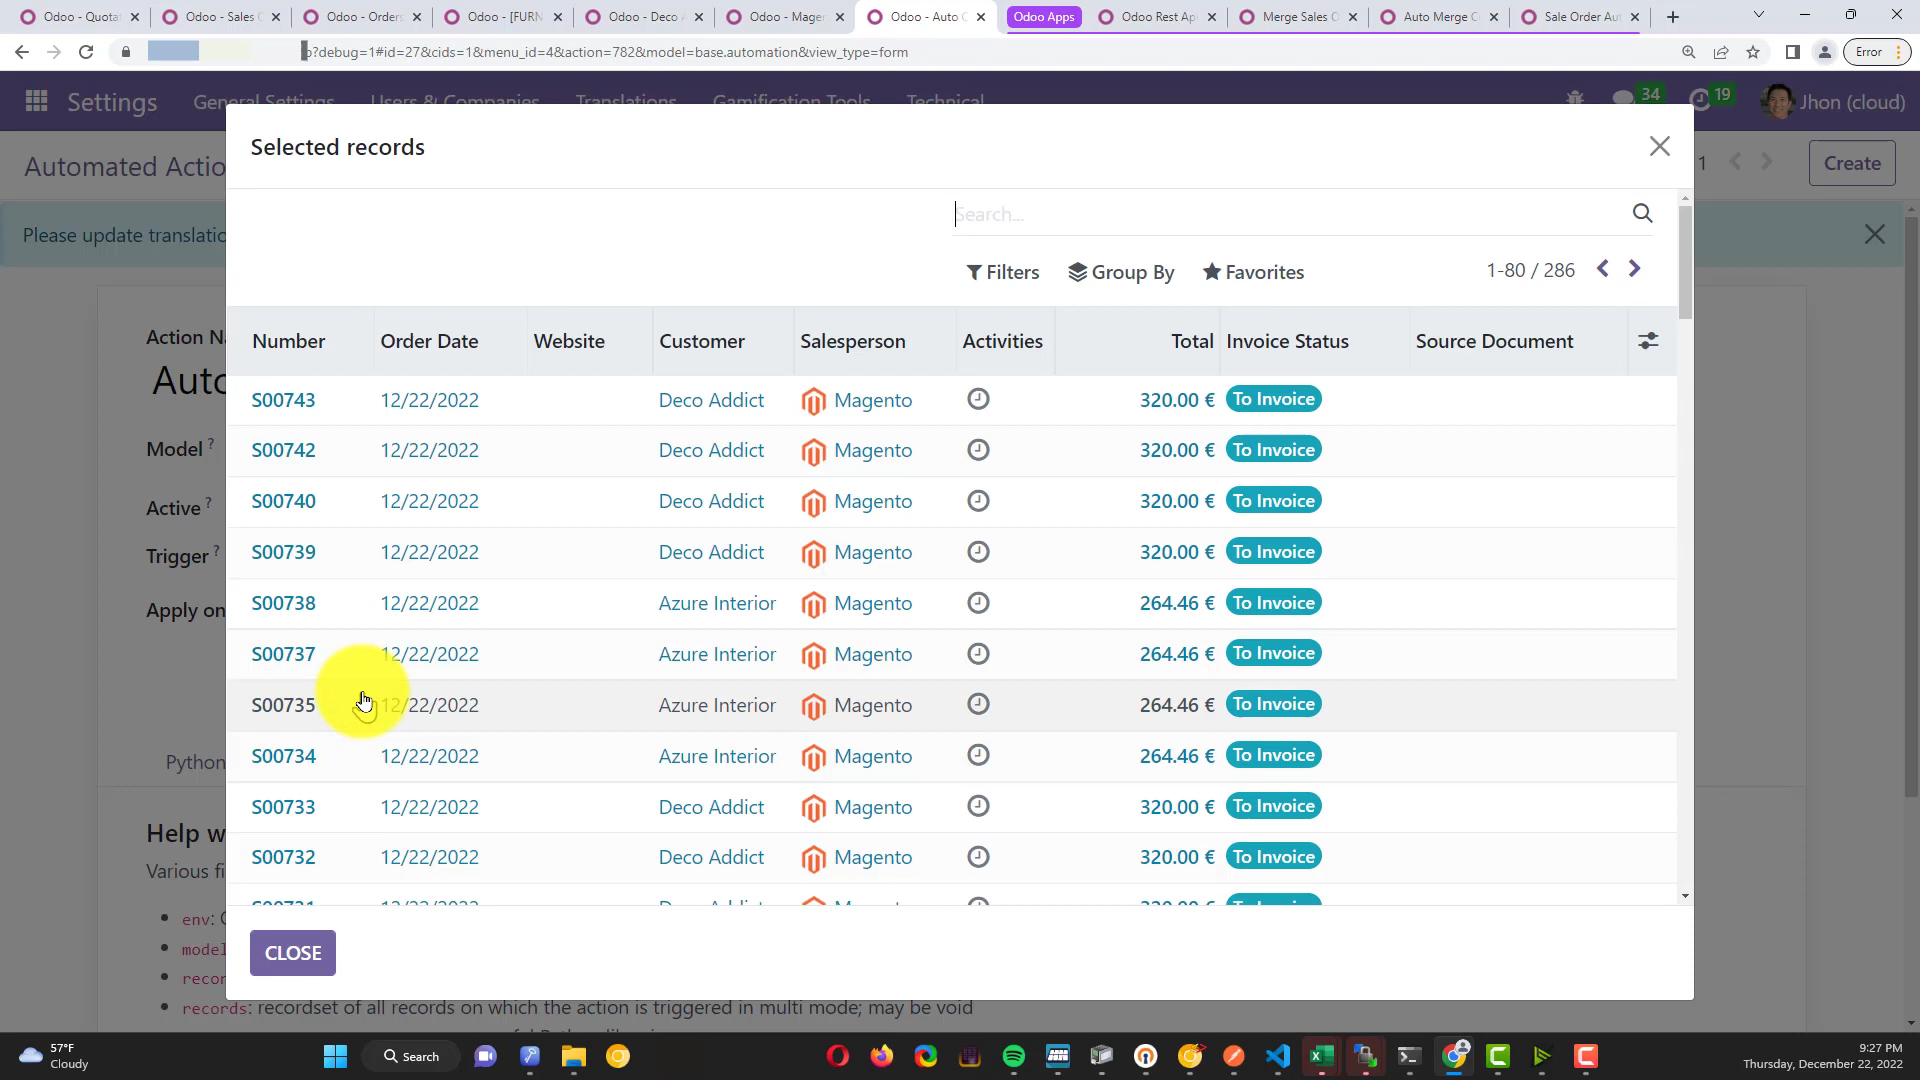 Odoo - Quotat
Odoo - Sales O
Odoo - Orders
Odoo - [FURN
Odoo - Deco A
Odoo - Mage
Odoo - Auto C
Odoo Apps
Odoo Rest Ap
Merge Sales O
Auto Merge C
Sale Order Au
?debug=1#id=27&cids=1&menu_id=4&action=782&model=base.automation&view_type=form
Error
Settings
General Settings
Users & Companies
Translations
Gamification Tools
Technical
34
19
Jhon (cloud)
Automated Actio
1
Create
Please update translatio
Selected records
Search...
Filters
Group By
Favorites
1-80 / 286
Number Order Date Website Customer Salesperson Activities Total Invoice Status Source Document
S00743 12/22/2022 Deco Addict Magento 320.00 € To Invoice
S00742 12/22/2022 Deco Addict Magento 320.00 € To Invoice
S00740 12/22/2022 Deco Addict Magento 320.00 € To Invoice
S00739 12/22/2022 Deco Addict Magento 320.00 € To Invoice
S00738 12/22/2022 Azure Interior Magento 264.46 € To Invoice
S00737 12/22/2022 Azure Interior Magento 264.46 € To Invoice
S00735 12/22/2022 Azure Interior Magento 264.46 € To Invoice
S00734 12/22/2022 Azure Interior Magento 264.46 € To Invoice
S00733 12/22/2022 Deco Addict Magento 320.00 € To Invoice
S00732 12/22/2022 Deco Addict Magento 320.00 € To Invoice
CLOSE
Action N
Auto
Model ?
Active ?
Trigger ?
Apply on
Python
Help w
Various fi
env: O
model
recor
records: recordset of all records on which the action is triggered in multi mode; may be void
57°F
Cloudy
Search
9:27 PM
Thursday, December 22, 2022